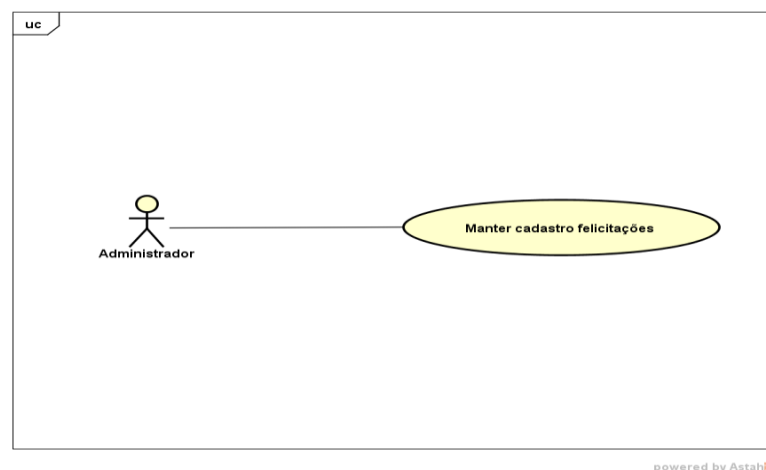 uc
Administrador
Manter cadastro felicitações
powered by Astah